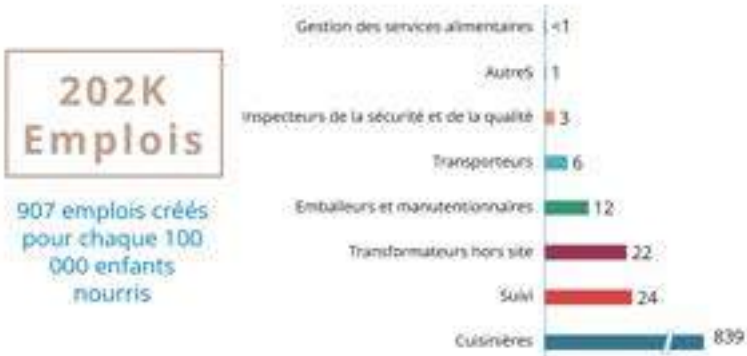 202K
Emplois
907 emplois créés
pour chaque 100
000 enfants
nourris
Gestion des services alimentaires <1
AutreS 1
Inspecteurs de la sécurité et de la qualité 3
Transporteurs 6
Emballeurs et manutentionnaires 12
Transformateurs hors site 22
Suivi 24
Cuisinières 839